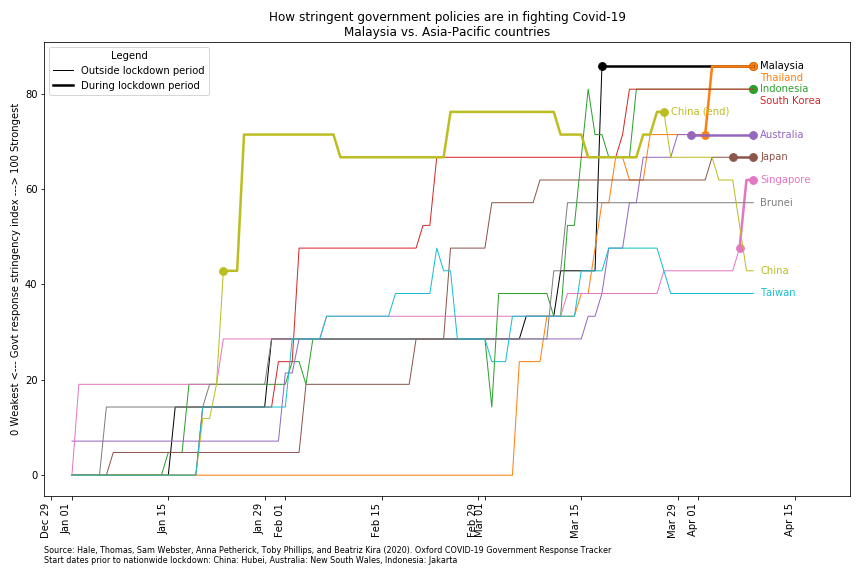 How stringent government policies are in fighting Covid-19
Malaysia vs. Asia-Pacific countries
Legend
Outside lockdown period
During lockdown period
0 Weakest <--- Govt response stringency index ---> 100 Strongest
80
60
40
20
0
Malaysia
Thailand
Indonesia
South Korea
China (end)
Australia
Japan
Singapore
Brunei
China
Taiwan
Dec 29
Jan 01
Jan 15
Jan 29
Feb 01
Feb 15
Feb 29
Mar 01
Mar 15
Mar 29
Apr 01
Apr 15
Source: Hale, Thomas, Sam Webster, Anna Petherick, Toby Phillips, and Beatriz Kira (2020). Oxford COVID-19 Government Response Tracker
Start dates prior to nationwide lockdown: China: Hubei, Australia: New South Wales, Indonesia: Jakarta